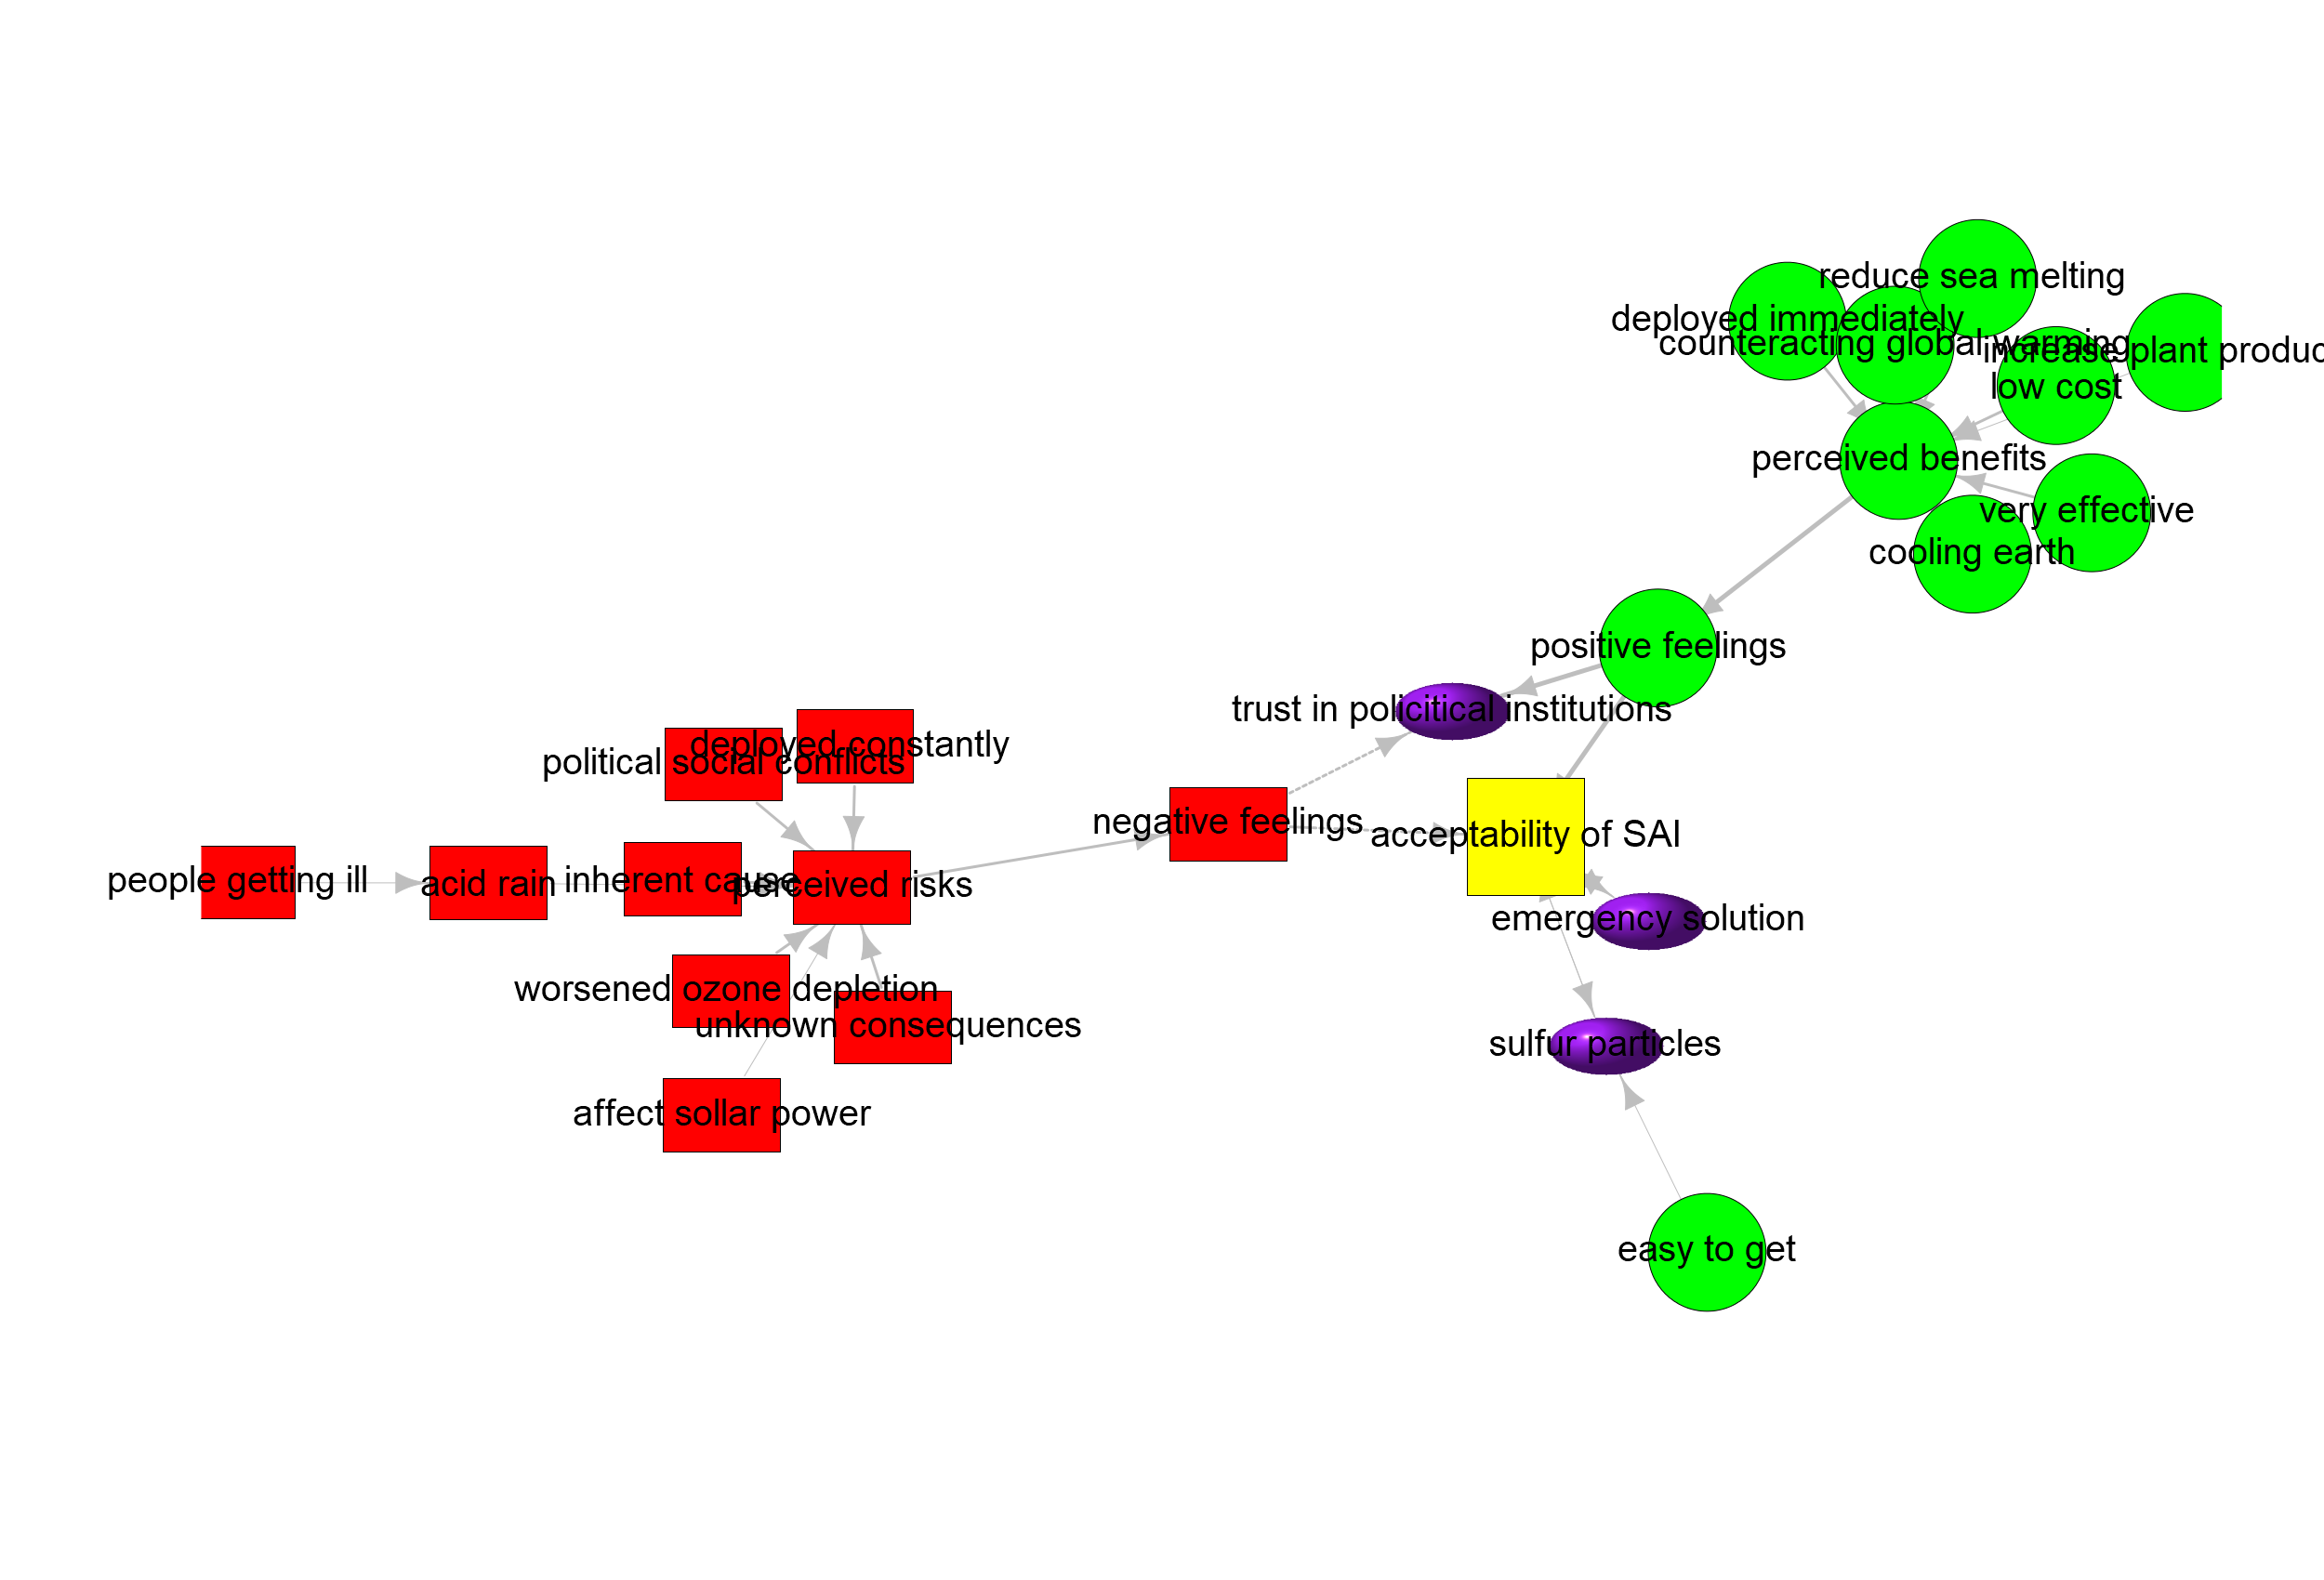 reduce sea melting
deployed immediately
counteracting global warming
increase plant produc
low cost
perceived benefits
very effective
cooling earth
positive feelings
trust in policitical institutions
deployed constantly
political social conflicts
negative feelings
acceptability of SAI
people getting ill
acid rain
inherent cause
perceived risks
emergency solution
worsened ozone depletion
unknown consequences
sulfur particles
affect sollar power
easy to get